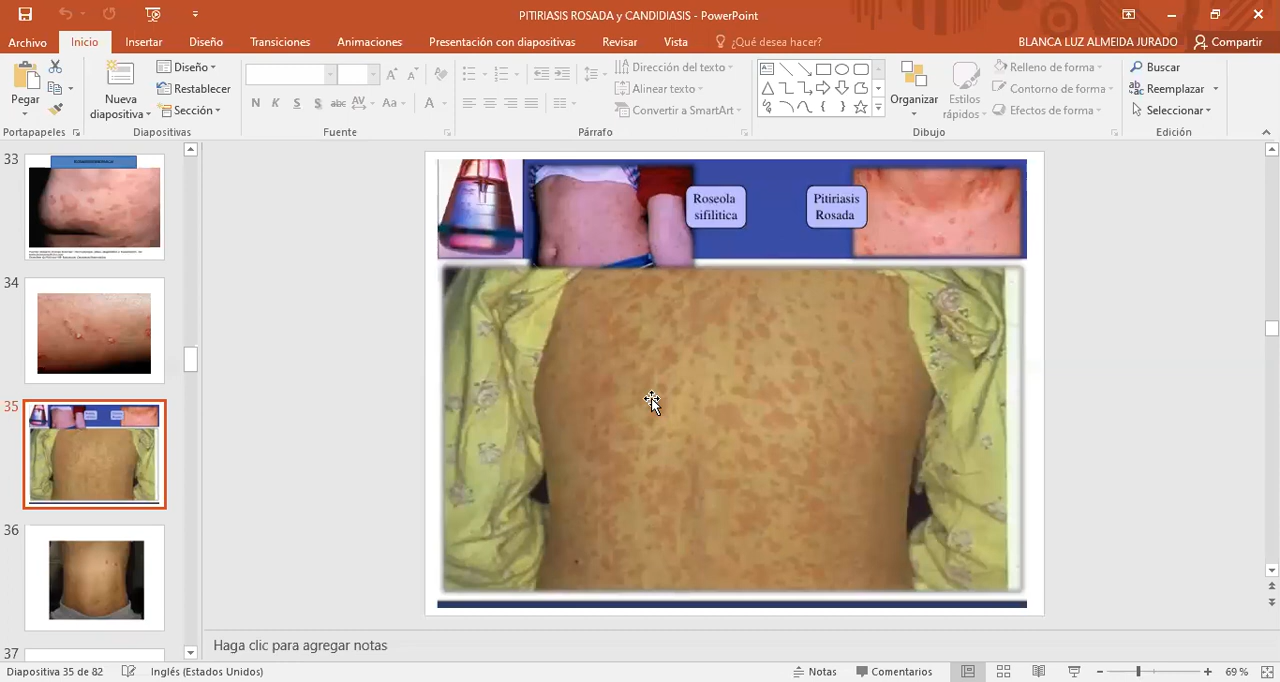 PITIRIASIS ROSADA y CANDIDIASIS - PowerPoint
Archivo Inicio Insertar Diseño Transiciones Animaciones Presentación con diapositivas Revisar Vista ¿Qué desea hacer? BLANCA LUZ ALMEIDA JURADO Compartir
Pegar
Nueva
diapositiva
Diseño
Restablecer
Sección
N K S S abc AV Aa A
Dirección del texto
Alinear texto
Convertir a SmartArt
Organizar
Estilos
rápidos
Relleno de forma
Contorno de forma
Efectos de forma
Buscar
Reemplazar
Seleccionar
Portapapeles Diapositivas Fuente Párrafo Dibujo Edición
33
34
35
36
37
Roseola
sifilítica
Pitiriasis
Rosada
Haga clic para agregar notas
Diapositiva 35 de 82 Inglés (Estados Unidos) Notas Comentarios 69 %